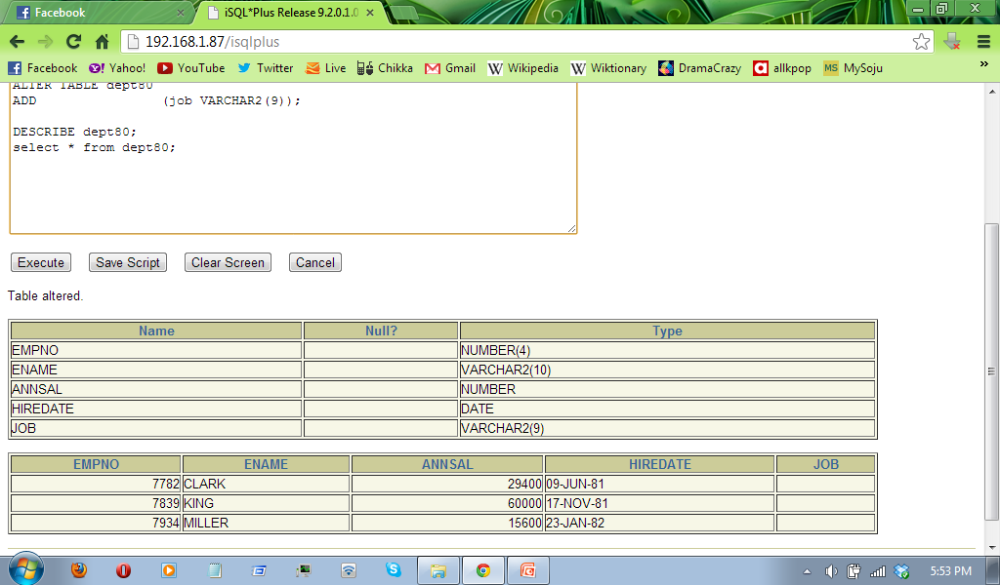 Facebook
iSQL*Plus Release 9.2.0.1.0
192.168.1.87/isqlplus
Facebook Yahoo! YouTube Twitter Live Chikka Gmail Wikipedia Wiktionary DramaCrazy allkpop MS MySoju »
ALTER TABLE dept80
ADD (job VARCHAR2(9));
DESCRIBE dept80;
select * from dept80;
Execute Save Script Clear Screen Cancel
Table altered.
Name Null? Type
EMPNO NUMBER(4)
ENAME VARCHAR2(10)
ANNSAL NUMBER
HIREDATE DATE
JOB VARCHAR2(9)
EMPNO ENAME ANNSAL HIREDATE JOB
7782 CLARK 29400 09-JUN-81
7839 KING 60000 17-NOV-81
7934 MILLER 15600 23-JAN-82
5:53 PM